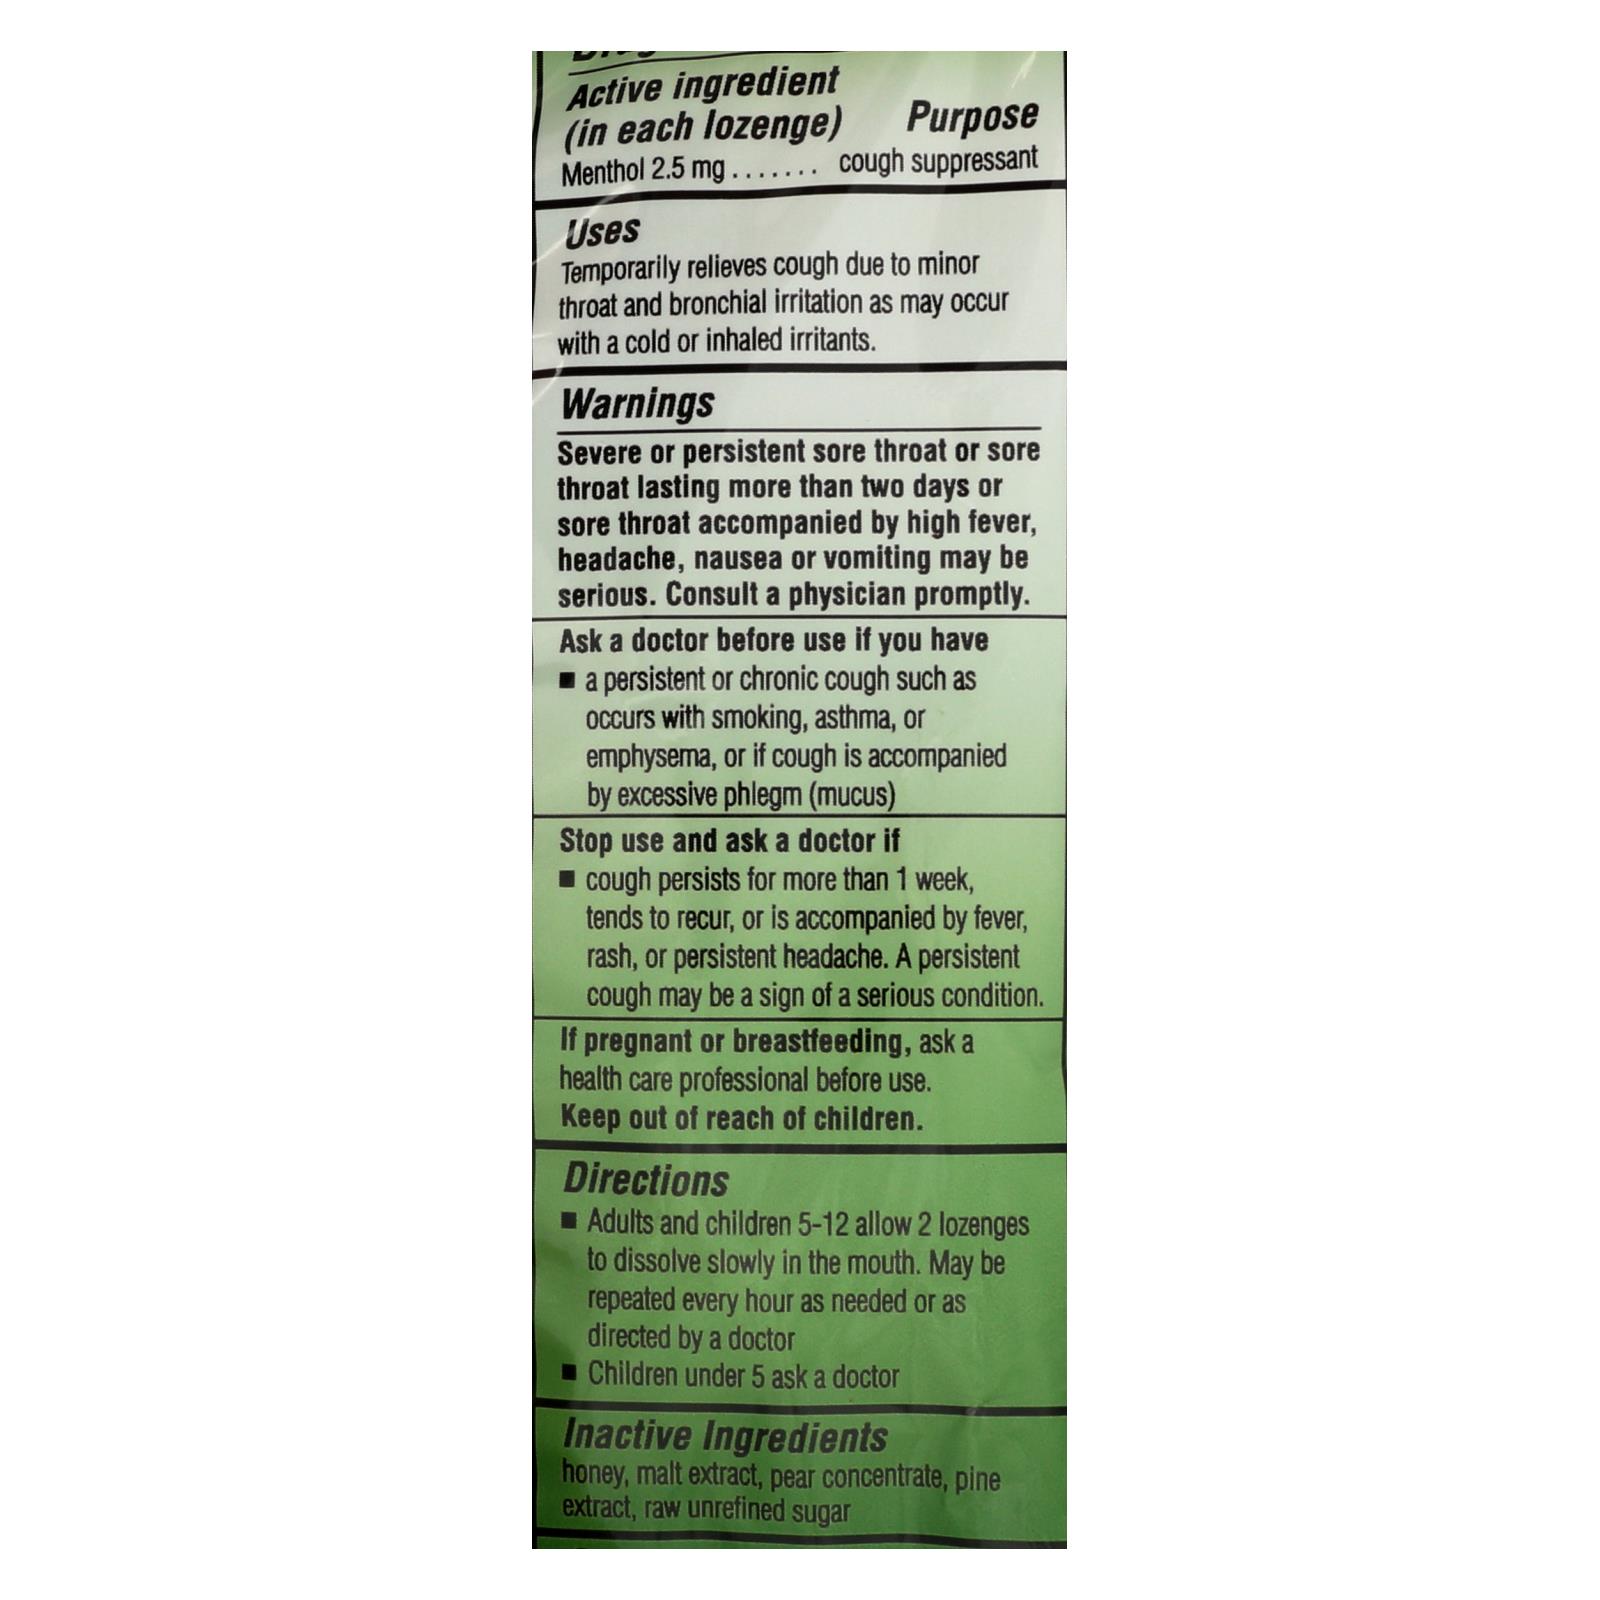 Active ingredient
(in each lozenge) Purpose
Menthol 2.5 mg ....... cough suppressant
Uses
Temporarily relieves cough due to minor
throat and bronchial irritation as may occur
with a cold or inhaled irritants.
Warnings
Severe or persistent sore throat or sore
throat lasting more than two days or
sore throat accompanied by high fever,
headache, nausea or vomiting may be
serious. Consult a physician promptly.
Ask a doctor before use if you have
■ a persistent or chronic cough such as
occurs with smoking, asthma, or
emphysema, or if cough is accompanied
by excessive phlegm (mucus)
Stop use and ask a doctor if
■ cough persists for more than 1 week,
tends to recur, or is accompanied by fever,
rash, or persistent headache. A persistent
cough may be a sign of a serious condition.
If pregnant or breastfeeding, ask a
health care professional before use.
Keep out of reach of children.
Directions
■ Adults and children 5-12 allow 2 lozenges
to dissolve slowly in the mouth. May be
repeated every hour as needed or as
directed by a doctor
■ Children under 5 ask a doctor
Inactive Ingredients
honey, malt extract, pear concentrate, pine
extract, raw unrefined sugar